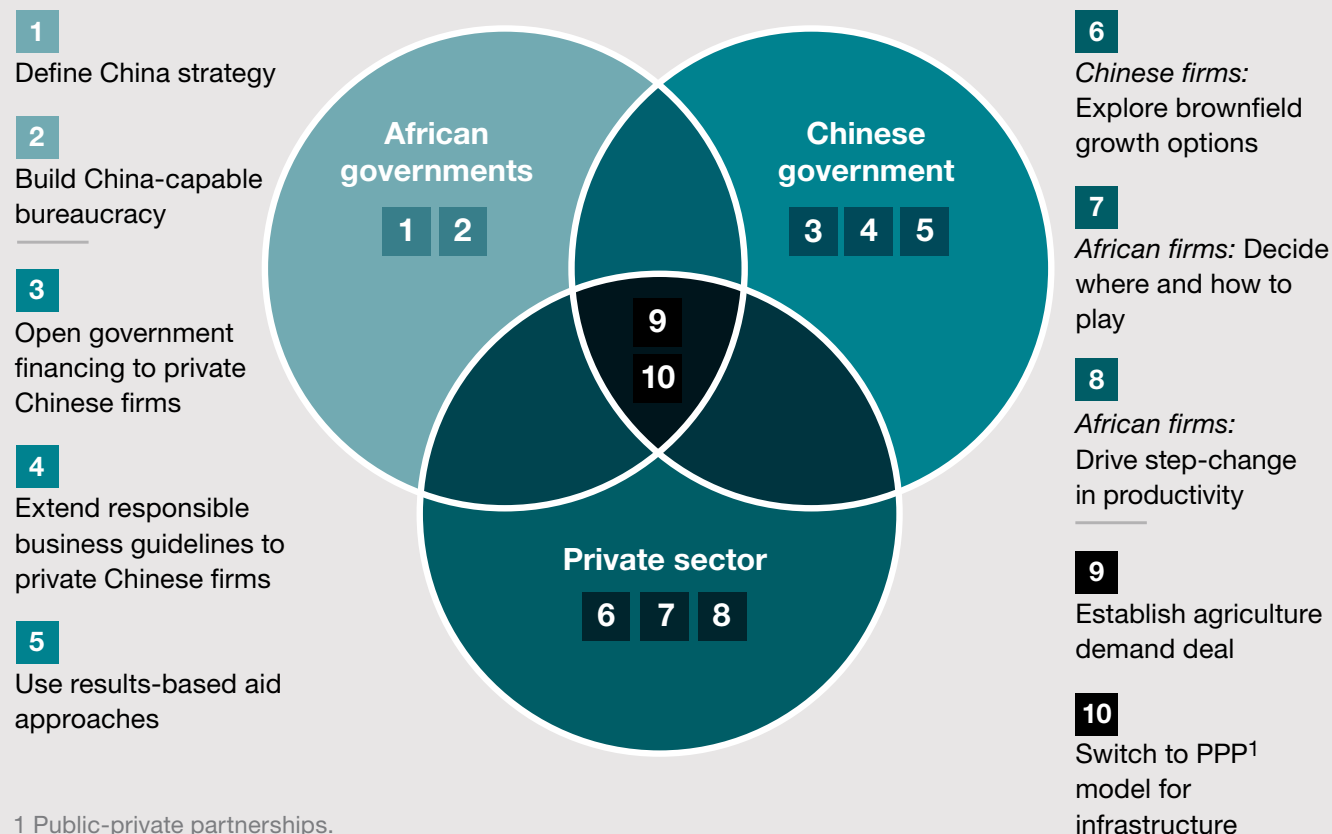 1
Define China strategy
2
Build China-capable
bureaucracy
3
Open government
financing to private
Chinese firms
4
Extend responsible
business guidelines to
private Chinese firms
5
Use results-based aid
approaches
African
governments
1 2
Chinese
government
3 4 5
9
10
Private sector
6 7 8
6
Chinese firms:
Explore brownfield
growth options
7
African firms: Decide
where and how to
play
8
African firms:
Drive step-change
in productivity
9
Establish agriculture
demand deal
10
Switch to PPP1
model for
infrastructure
1 Public-private partnerships.